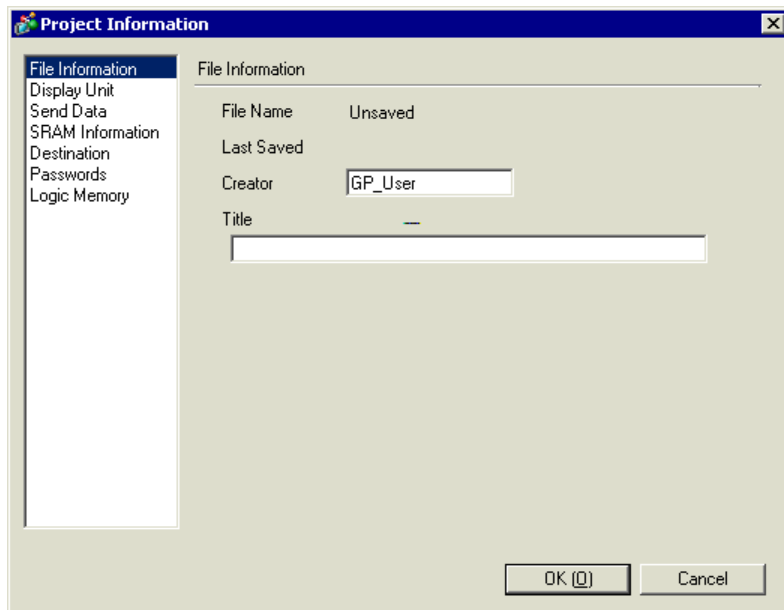 Project Information
File Information
Display Unit
Send Data
SRAM Information
Destination
Passwords
Logic Memory
File Information
File Name Unsaved
Last Saved
Creator GP_User
Title
OK (O) Cancel